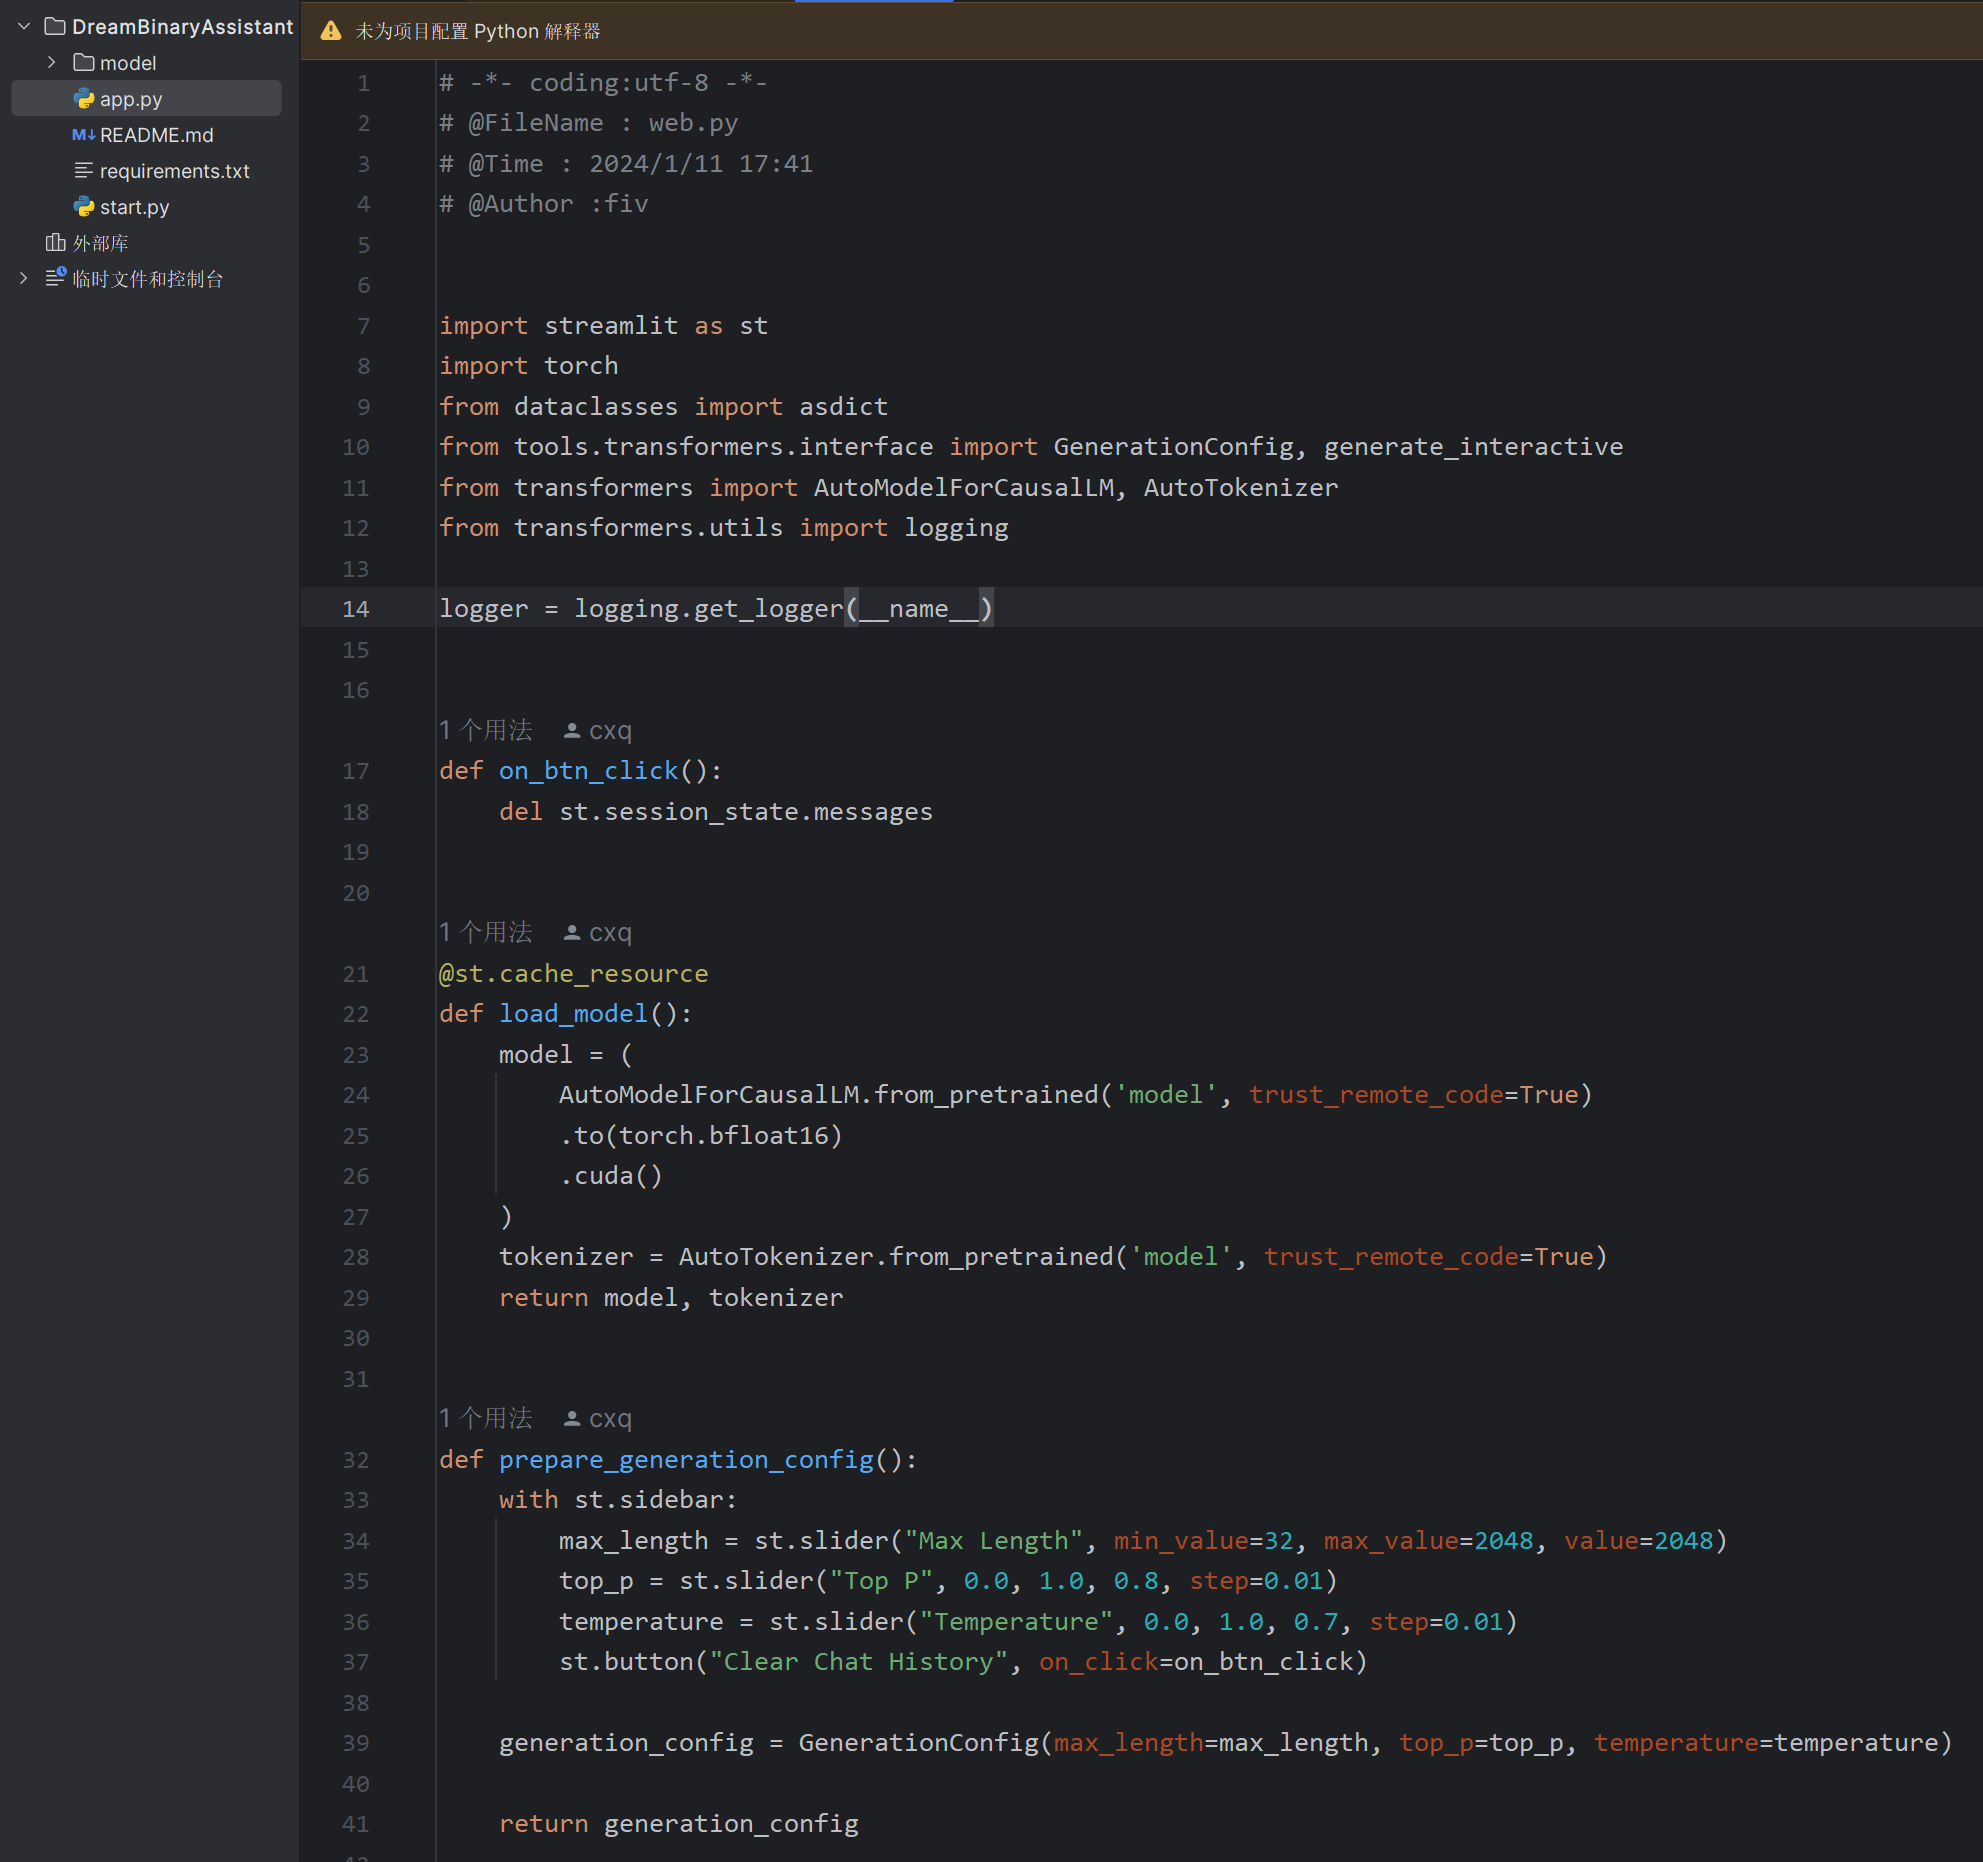 DreamBinaryAssistant
model
app.py
README.md
requirements.txt
start.py
外部库
临时文件和控制台
未为项目配置 Python 解释器
1 # -*- coding:utf-8 -*-
2 # @FileName : web.py
3 # @Time : 2024/1/11 17:41
4 # @Author :fiv
5
6
7 import streamlit as st
8 import torch
9 from dataclasses import asdict
10 from tools.transformers.interface import GenerationConfig, generate_interactive
11 from transformers import AutoModelForCausalLM, AutoTokenizer
12 from transformers.utils import logging
13
14 logger = logging.get_logger(__name__)
15
16
1 个用法 cxq
17 def on_btn_click():
18     del st.session_state.messages
19
20
1 个用法 cxq
21 @st.cache_resource
22 def load_model():
23     model = (
24         AutoModelForCausalLM.from_pretrained('model', trust_remote_code=True)
25         .to(torch.bfloat16)
26         .cuda()
27     )
28     tokenizer = AutoTokenizer.from_pretrained('model', trust_remote_code=True)
29     return model, tokenizer
30
31
1 个用法 cxq
32 def prepare_generation_config():
33     with st.sidebar:
34         max_length = st.slider("Max Length", min_value=32, max_value=2048, value=2048)
35         top_p = st.slider("Top P", 0.0, 1.0, 0.8, step=0.01)
36         temperature = st.slider("Temperature", 0.0, 1.0, 0.7, step=0.01)
37         st.button("Clear Chat History", on_click=on_btn_click)
38
39     generation_config = GenerationConfig(max_length=max_length, top_p=top_p, temperature=temperature)
40
41     return generation_config